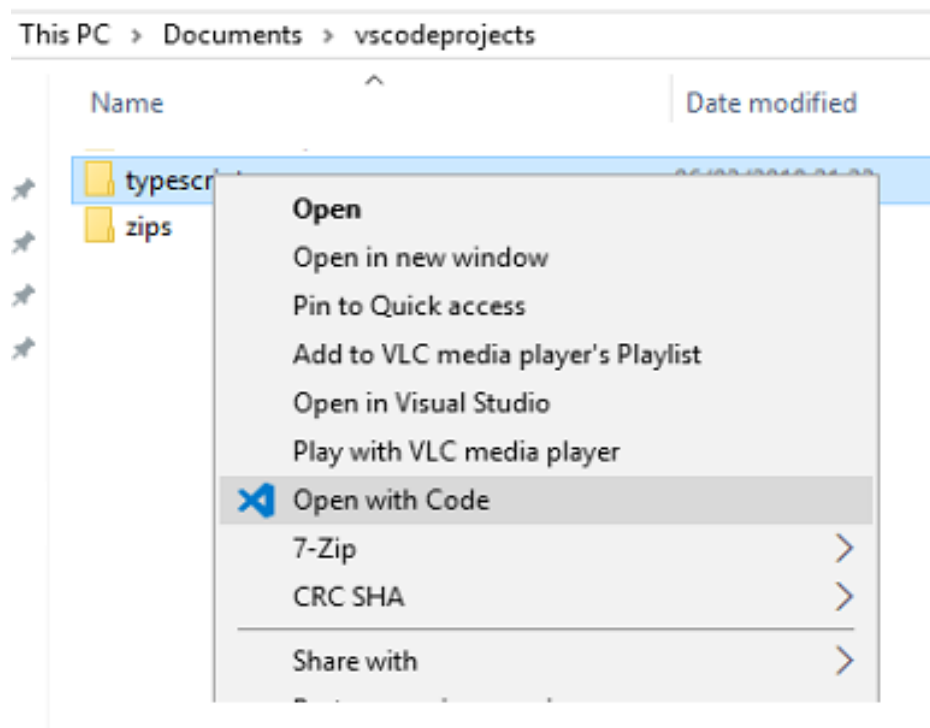 This PC > Documents > vscodeprojects
Name Date modified
typescript
zips
Open
Open in new window
Pin to Quick access
Add to VLC media player's Playlist
Open in Visual Studio
Play with VLC media player
Open with Code
7-Zip
CRC SHA
Share with